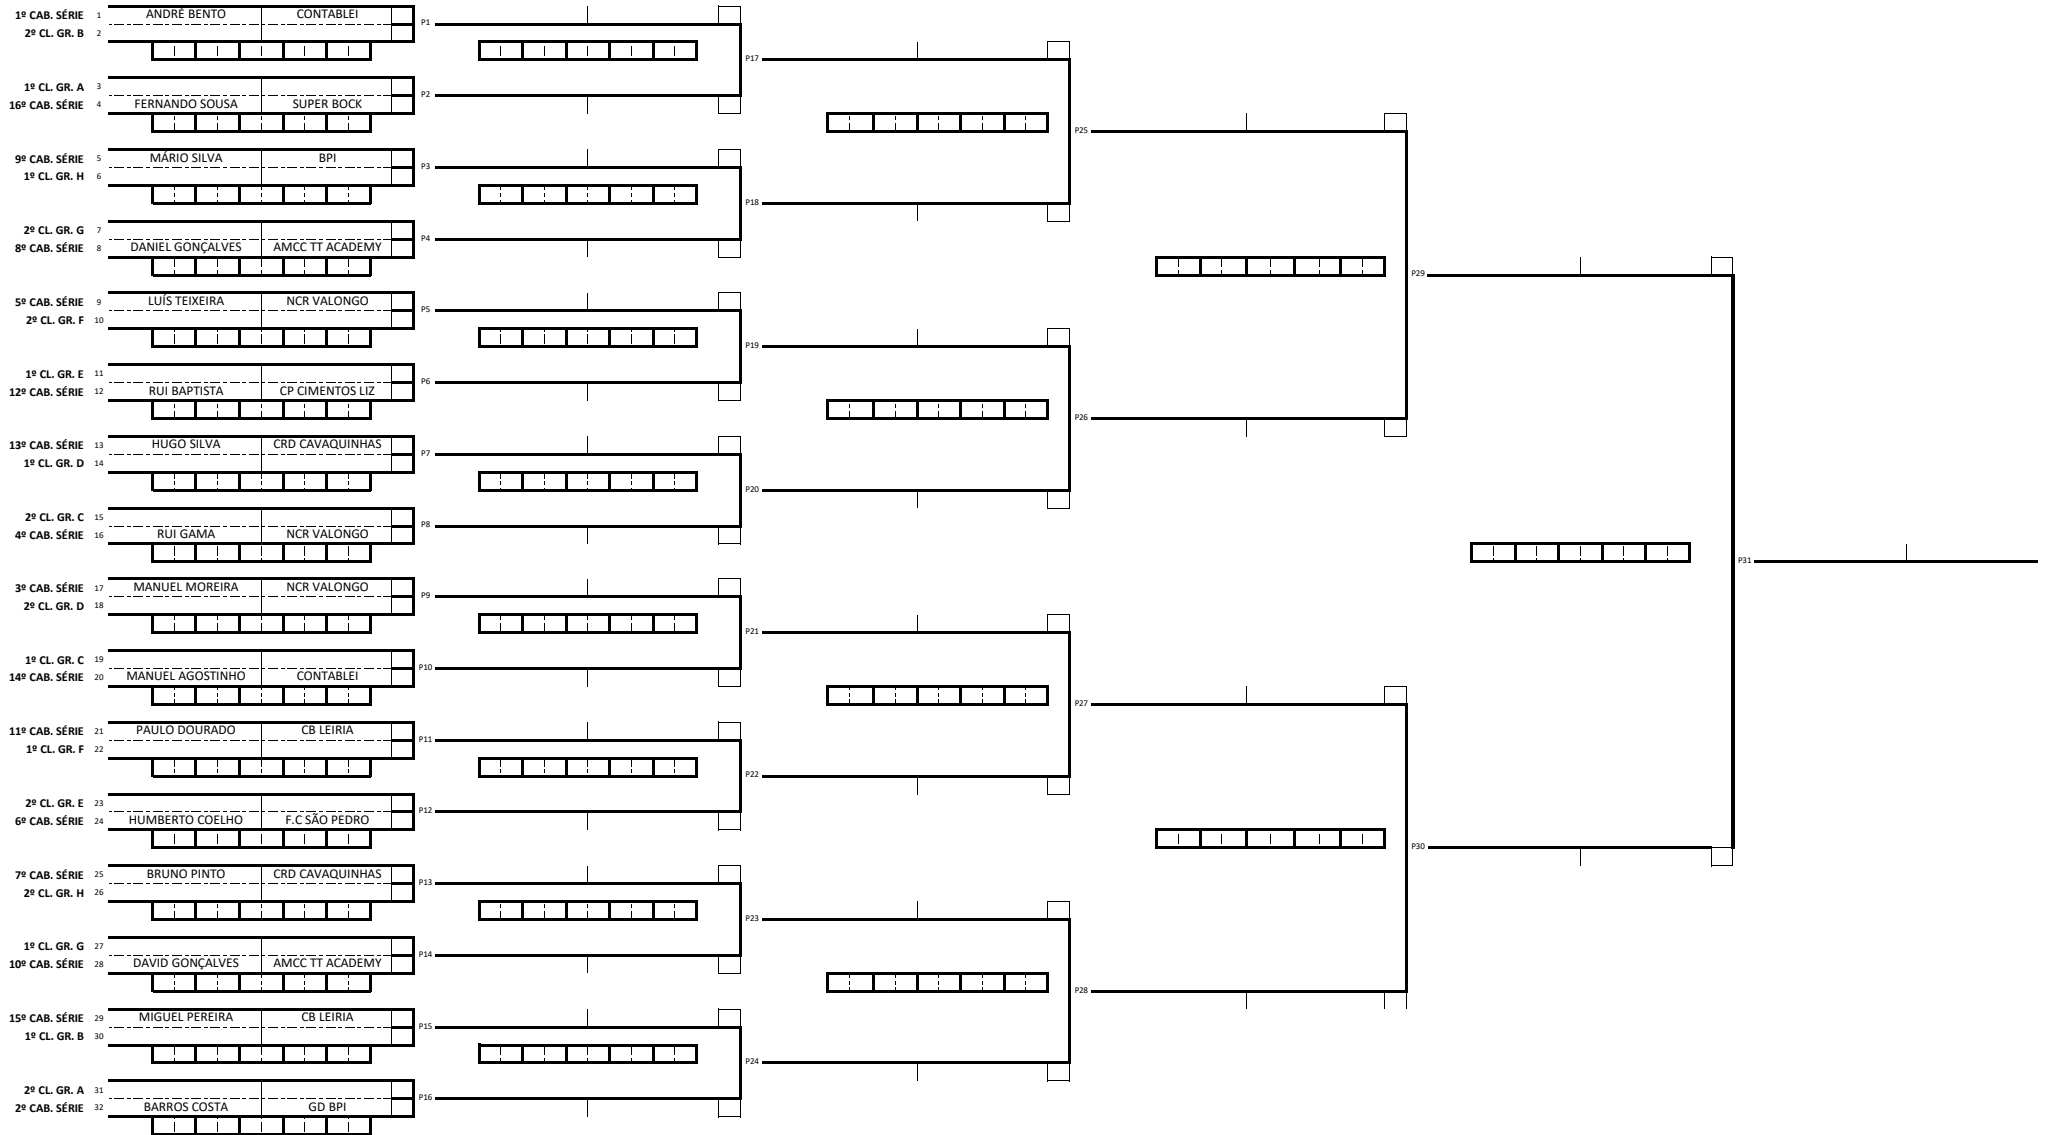 1º CAB. SÉRIE 1 ANDRÉ BENTO CONTABLEI
P1
2º CL. GR. B 2
P17
1º CL. GR. A 3
P2
16º CAB. SÉRIE 4 FERNANDO SOUSA SUPER BOCK
P25
9º CAB. SÉRIE 5 MÁRIO SILVA BPI
P3
1º CL. GR. H 6
P18
2º CL. GR. G 7
P4
8º CAB. SÉRIE 8 DANIEL GONÇALVES AMCC TT ACADEMY
P29
5º CAB. SÉRIE 9 LUÍS TEIXEIRA NCR VALONGO
P5
2º CL. GR. F 10
P19
1º CL. GR. E 11
P6
12º CAB. SÉRIE 12 RUI BAPTISTA CP CIMENTOS LIZ
P26
13º CAB. SÉRIE 13 HUGO SILVA CRD CAVAQUINHAS
P7
1º CL. GR. D 14
P20
2º CL. GR. C 15
P8
4º CAB. SÉRIE 16 RUI GAMA NCR VALONGO
P31
3º CAB. SÉRIE 17 MANUEL MOREIRA NCR VALONGO
P9
2º CL. GR. D 18
P21
1º CL. GR. C 19
P10
14º CAB. SÉRIE 20 MANUEL AGOSTINHO CONTABLEI
P27
11º CAB. SÉRIE 21 PAULO DOURADO CB LEIRIA
P11
1º CL. GR. F 22
P22
2º CL. GR. E 23
P12
6º CAB. SÉRIE 24 HUMBERTO COELHO F.C SÃO PEDRO
P30
7º CAB. SÉRIE 25 BRUNO PINTO CRD CAVAQUINHAS
P13
2º CL. GR. H 26
P23
1º CL. GR. G 27
P14
10º CAB. SÉRIE 28 DAVID GONÇALVES AMCC TT ACADEMY
P28
15º CAB. SÉRIE 29 MIGUEL PEREIRA CB LEIRIA
P15
1º CL. GR. B 30
P24
2º CL. GR. A 31
P16
2º CAB. SÉRIE 32 BARROS COSTA GD BPI